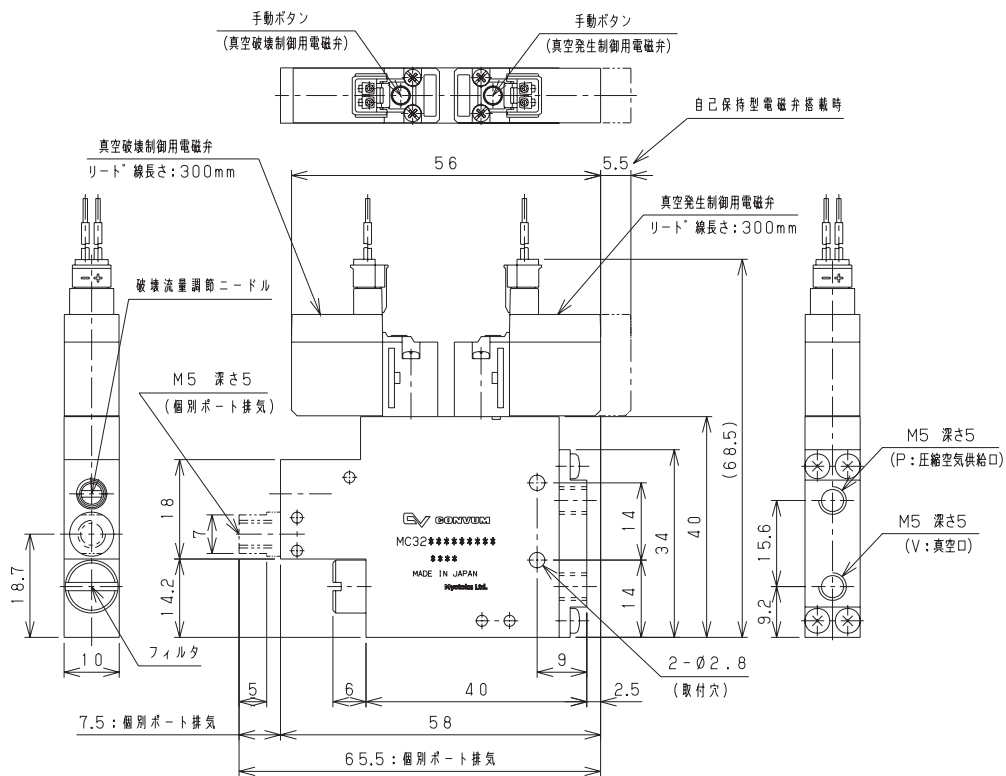 手動ボタン
(真空破壊制御用電磁弁)
手動ボタン
(真空発生制御用電磁弁)
自己保持型電磁弁搭載時
真空破壊制御用電磁弁
リード線長さ:300mm
56
5.5
真空発生制御用電磁弁
リード線長さ:300mm
- +
- +
破壊流量調節ニードル
M5 深さ5
(個別ポート排気)
M5 深さ5
(P:圧縮空気供給口)
M5 深さ5
(V:真空口)
18.7
18
7
14.2
CONVUM
MC32*********
****
MADE IN JAPAN
Myotoku Ltd.
14
14
34
40
(68.5)
15.6
9.2
フィルタ
10
5
6
40
9
2.5
2-Ø2.8
(取付穴)
7.5:個別ポート排気
58
65.5:個別ポート排気